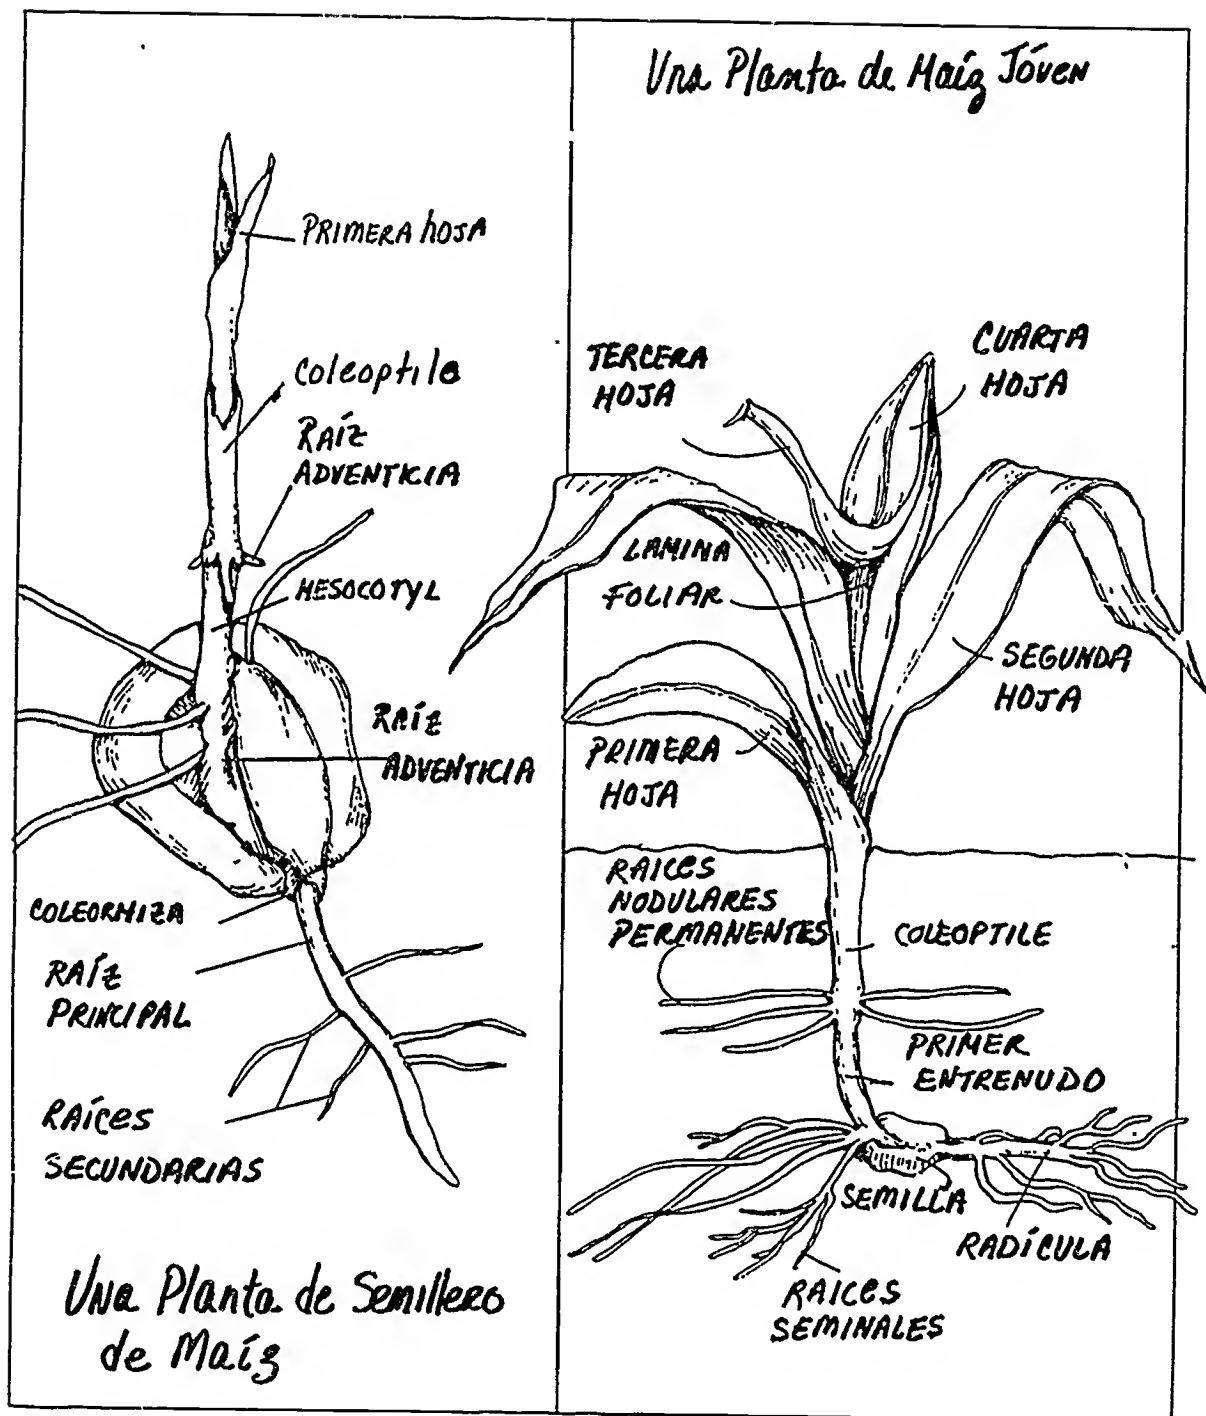 PRIMERA hOJA
Coleoptile
RAÍZ
ADVENTICIA
MESOCOTYL
RAÍZ
ADVENTICIA
COLEORHIZA
RAÍZ
PRINCIPAL
RAÍCES
SECUNDARIAS
Una Planta de Semillero
de Maíz
Una Planta de Maíz Jóven
TERCERA
HOJA
CUARTA
HOJA
LAMINA
FOLIAR
SEGUNDA
HOJA
PRIMERA
HOJA
RAICES
NODULARES
PERMANENTES
COLEOPTILE
PRIMER
ENTRENUDO
SEMILLA
RADÍCULA
RAICES
SEMINALES